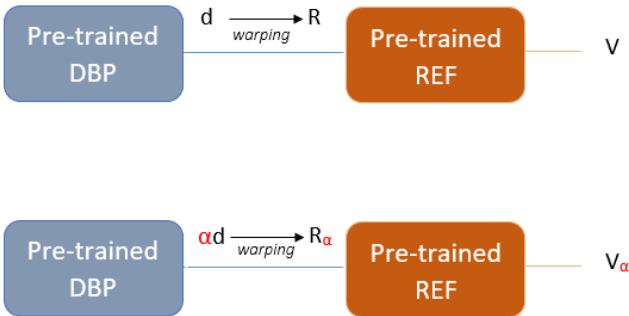 Pre-trained
DBP
d → R
warping
Pre-trained
REF
V
Pre-trained
DBP
αd → Rα
warping
Pre-trained
REF
Vα